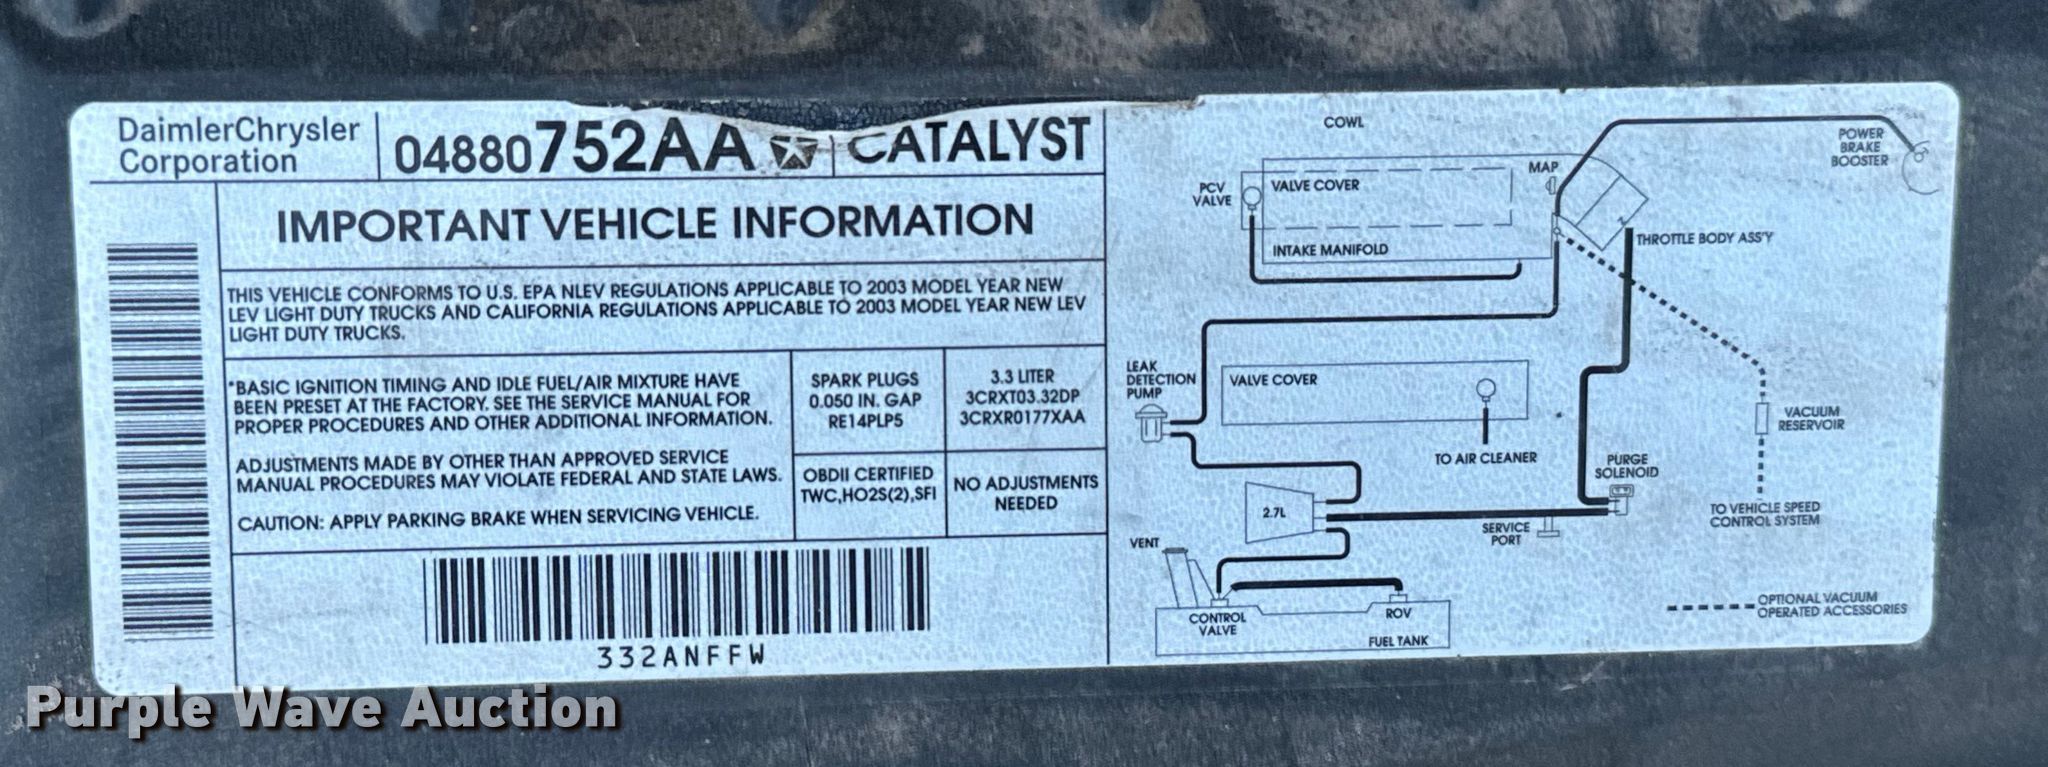 DaimlerChrysler
Corporation
04880752AA
CATALYST
IMPORTANT VEHICLE INFORMATION
THIS VEHICLE CONFORMS TO U.S. EPA NLEV REGULATIONS APPLICABLE TO 2003 MODEL YEAR NEW
LEV LIGHT DUTY TRUCKS AND CALIFORNIA REGULATIONS APPLICABLE TO 2003 MODEL YEAR NEW LEV
LIGHT DUTY TRUCKS.
*BASIC IGNITION TIMING AND IDLE FUEL/AIR MIXTURE HAVE
BEEN PRESET AT THE FACTORY. SEE THE SERVICE MANUAL FOR
PROPER PROCEDURES AND OTHER ADDITIONAL INFORMATION.
ADJUSTMENTS MADE BY OTHER THAN APPROVED SERVICE
MANUAL PROCEDURES MAY VIOLATE FEDERAL AND STATE LAWS.
CAUTION: APPLY PARKING BRAKE WHEN SERVICING VEHICLE.
SPARK PLUGS
0.050 IN. GAP
RE14PLP5
3.3 LITER
3CRXT03.32DP
3CRXR0177XAA
OBDII CERTIFIED
TWC,HO2S(2),SFI
NO ADJUSTMENTS
NEEDED
332ANFFW
COWL
POWER
BRAKE
BOOSTER
MAP
PCV
VALVE
VALVE COVER
INTAKE MANIFOLD
THROTTLE BODY ASS'Y
LEAK
DETECTION
PUMP
VALVE COVER
TO AIR CLEANER
VACUUM
RESERVOIR
PURGE
SOLENOID
TO VEHICLE SPEED
CONTROL SYSTEM
2.7L
SERVICE
PORT
VENT
CONTROL
VALVE
ROV
FUEL TANK
OPTIONAL VACUUM
OPERATED ACCESSORIES
Purple Wave Auction